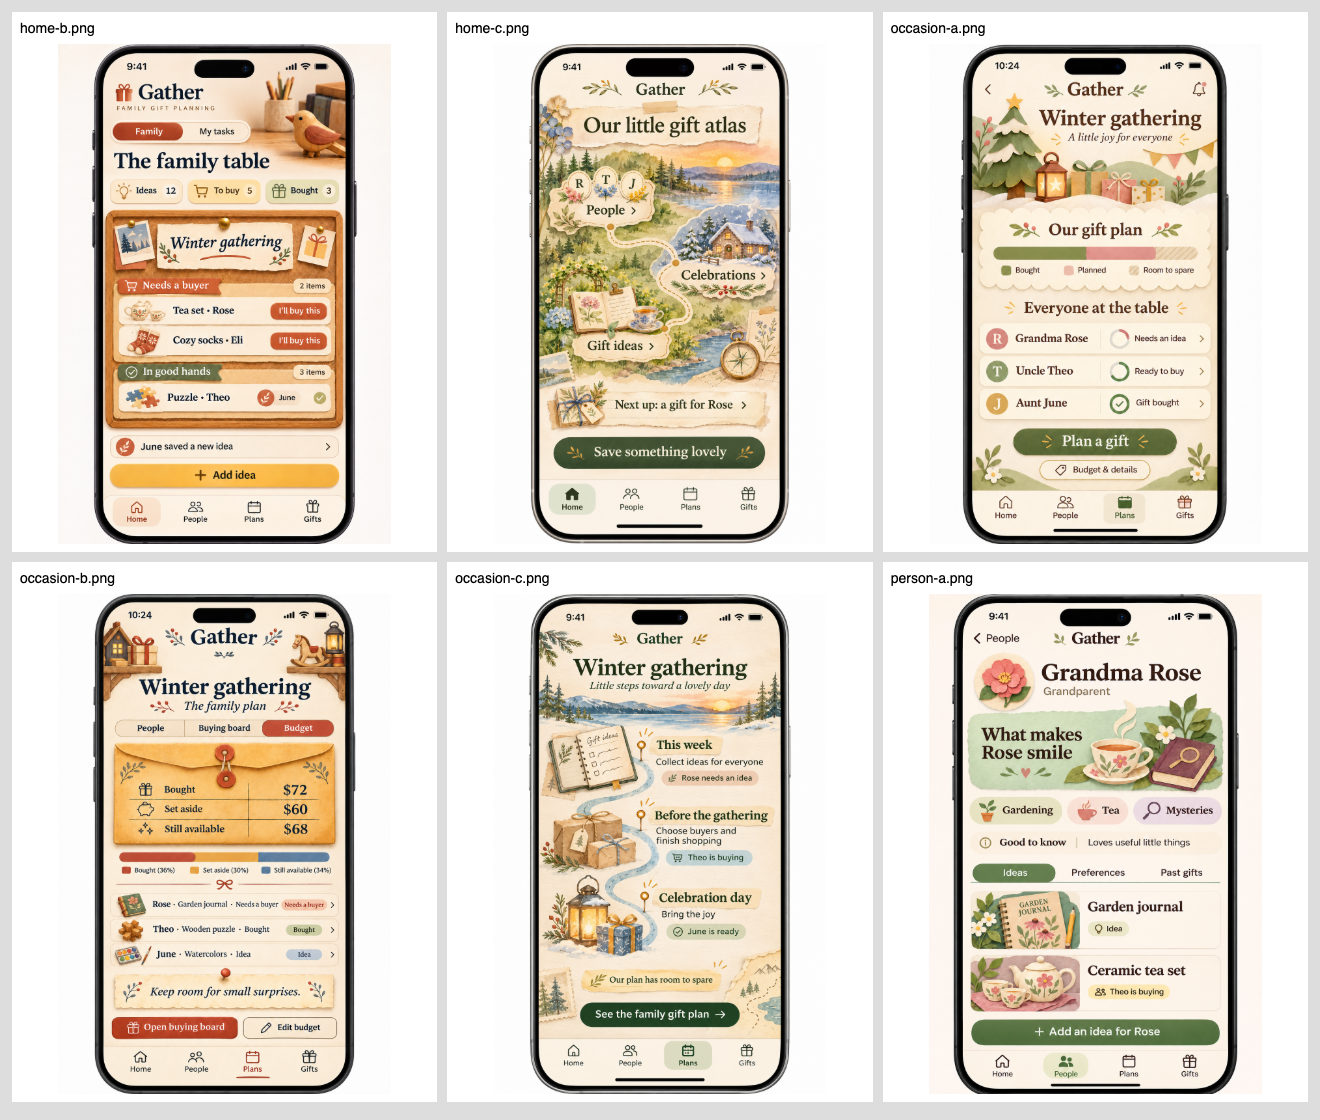 home-b.png
9:41
Gather
FAMILY GIFT PLANNING
Family
My tasks
The family table
Ideas 12
To buy 5
Bought 3
Winter gathering
Needs a buyer
2 items
Tea set • Rose
I'll buy this
Cozy socks • Eli
I'll buy this
In good hands
3 items
Puzzle • Theo
June
June saved a new idea
+ Add idea
Home
People
Plans
Gifts
home-c.png
9:41
Gather
Our little gift atlas
R T J
People >
Celebrations >
Gift ideas >
Next up: a gift for Rose >
Save something lovely
Home
People
Plans
Gifts
occasion-a.png
10:24
Gather
Winter gathering
A little joy for everyone
Our gift plan
Bought
Planned
Room to spare
Everyone at the table
R Grandma Rose
Needs an idea
T Uncle Theo
Ready to buy
J Aunt June
Gift bought
Plan a gift
Budget & details
Home
People
Plans
Gifts
occasion-b.png
10:24
Gather
Winter gathering
The family plan
People
Buying board
Budget
Bought $72
Set aside $60
Still available $68
Bought (36%)
Set aside (30%)
Still available (34%)
Rose · Garden journal · Needs a buyer
Needs a buyer
Theo · Wooden puzzle · Bought
Bought
June · Watercolors · Idea
Idea
Keep room for small surprises.
Open buying board
Edit budget
Home
People
Plans
Gifts
occasion-c.png
9:41
Gather
Winter gathering
Little steps toward a lovely day
Gift ideas
This week
Collect ideas for everyone
Rose needs an idea
Before the gathering
Choose buyers and
finish shopping
Theo is buying
Celebration day
Bring the joy
June is ready
Our plan has room to spare
See the family gift plan →
Home
People
Plans
Gifts
person-a.png
9:41
People
Gather
Grandma Rose
Grandparent
What makes
Rose smile
Gardening
Tea
Mysteries
Good to know
Loves useful little things
Ideas
Preferences
Past gifts
GARDEN
JOURNAL
Garden journal
Idea
Ceramic tea set
Theo is buying
+ Add an idea for Rose
Home
People
Plans
Gifts